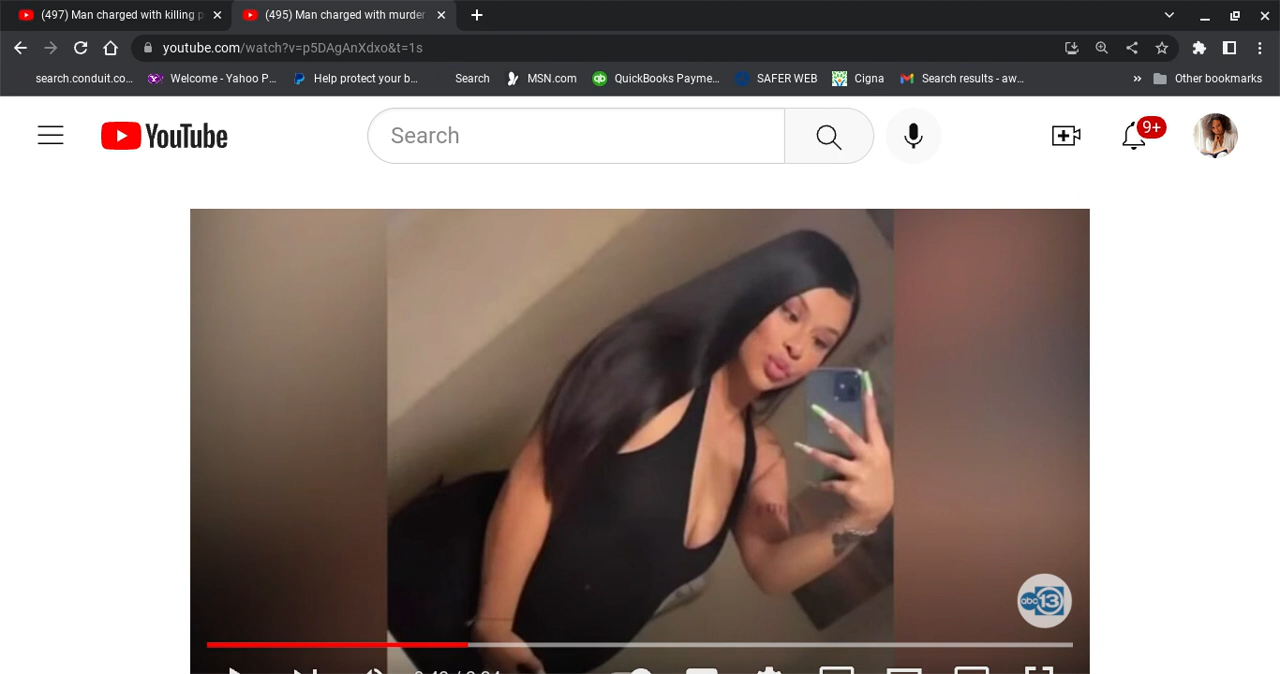 (497) Man charged with killing p
(495) Man charged with murder
youtube.com/watch?v=p5DAgAnXdxo&t=1s
search.conduit.co...
Welcome - Yahoo P...
Help protect your b...
Search
MSN.com
QuickBooks Payme...
SAFER WEB
Cigna
Search results - aw...
»
Other bookmarks
YouTube
Search
9+
abc 13